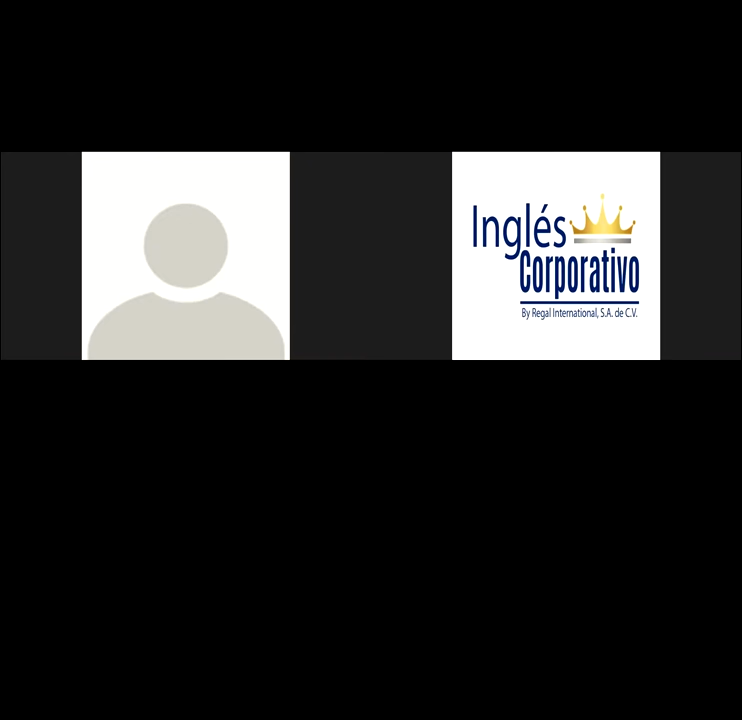 Inglés
Corporativo
By Regal International, S.A. de C.V.